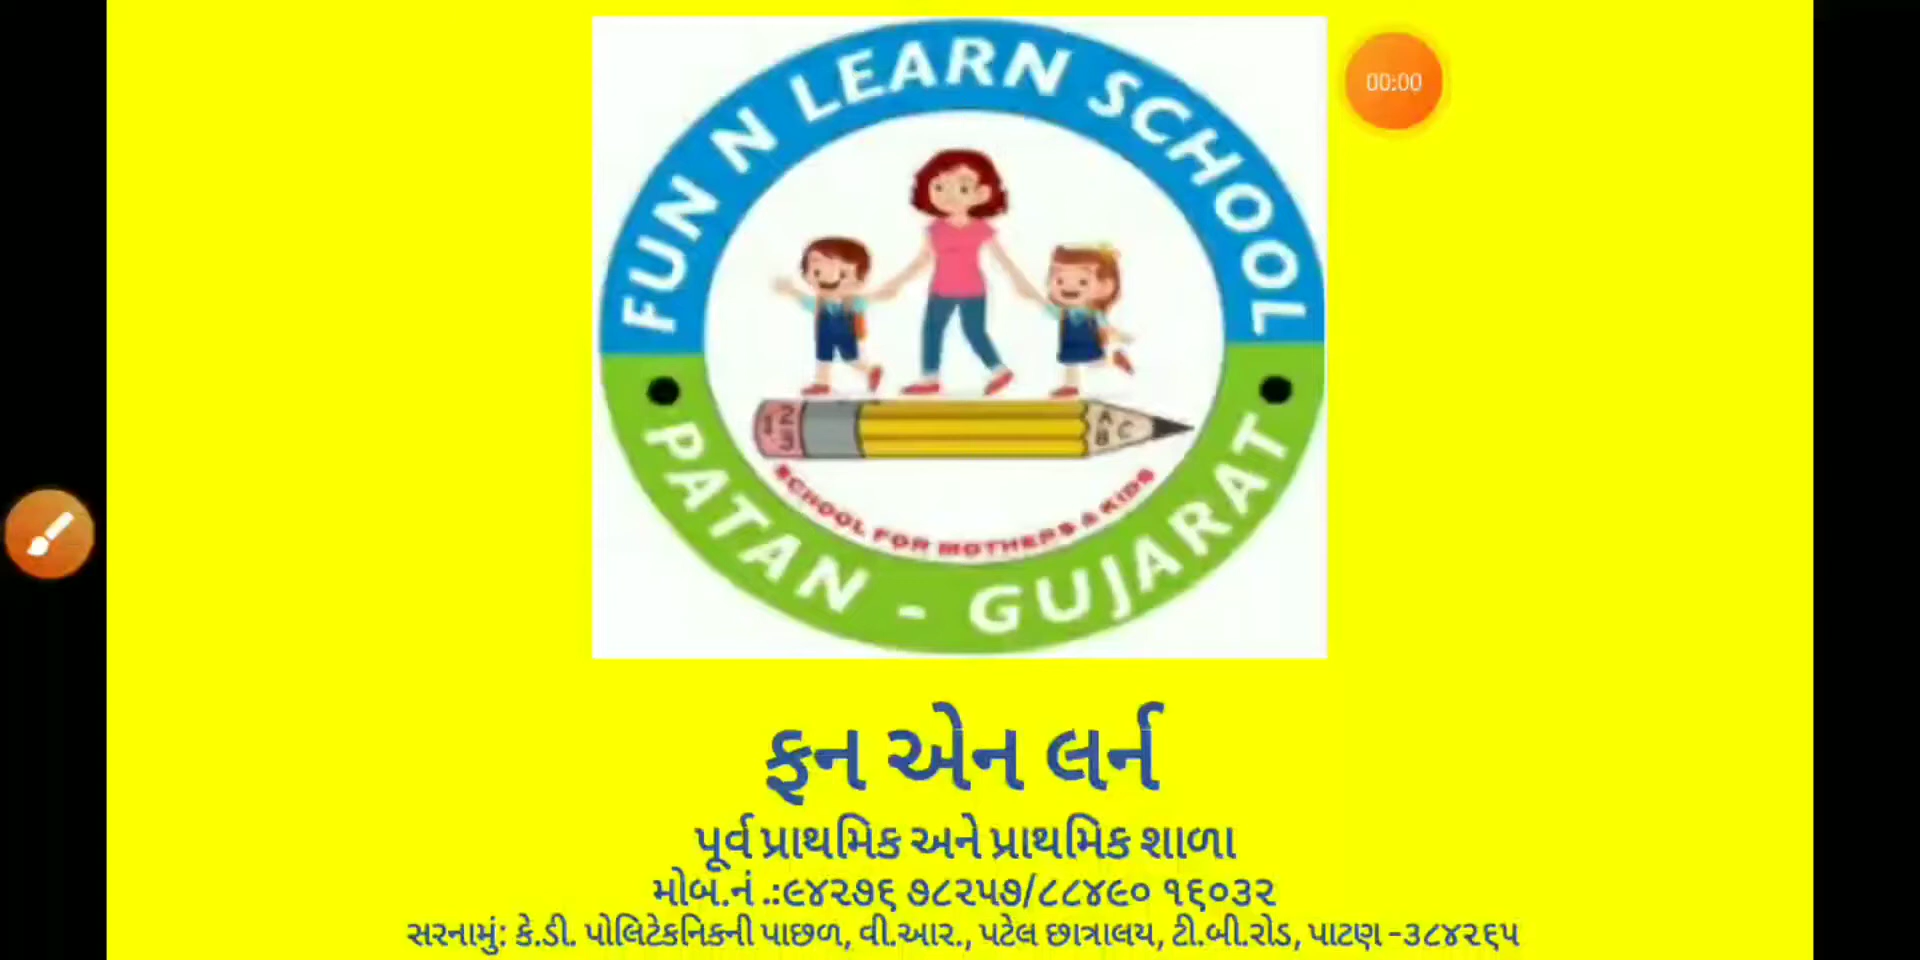 FUN N LEARN SCHOOL
00:00
123
A B C
SCHOOL FOR MOTHERS & KIDS
PATAN - GUJARAT
ફન એન લર્ન
પૂર્વ પ્રાથમિક અને પ્રાથમિક શાળા
મોબ.નં .:૯૪૨૭૬ ૭૮૨૫૭/૮૮૪૯૦ ૧૬૦૩૨
સરનામું: કે.ડી. પોલિટેકનિકની પાછળ, વી.આર., પટેલ છાત્રાલય, ટી.બી.રોડ, પાટણ -૩૮૪૨૬૫